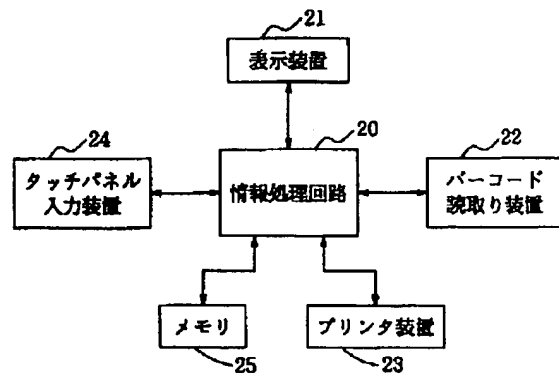 21
表示装置
24
タッチパネル
入力装置
20
情報処理回路
22
バーコード
読取り装置
メモリ
25
プリンタ装置
23